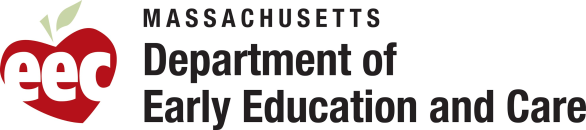 eec
MASSACHUSETTS
Department of
Early Education and Care